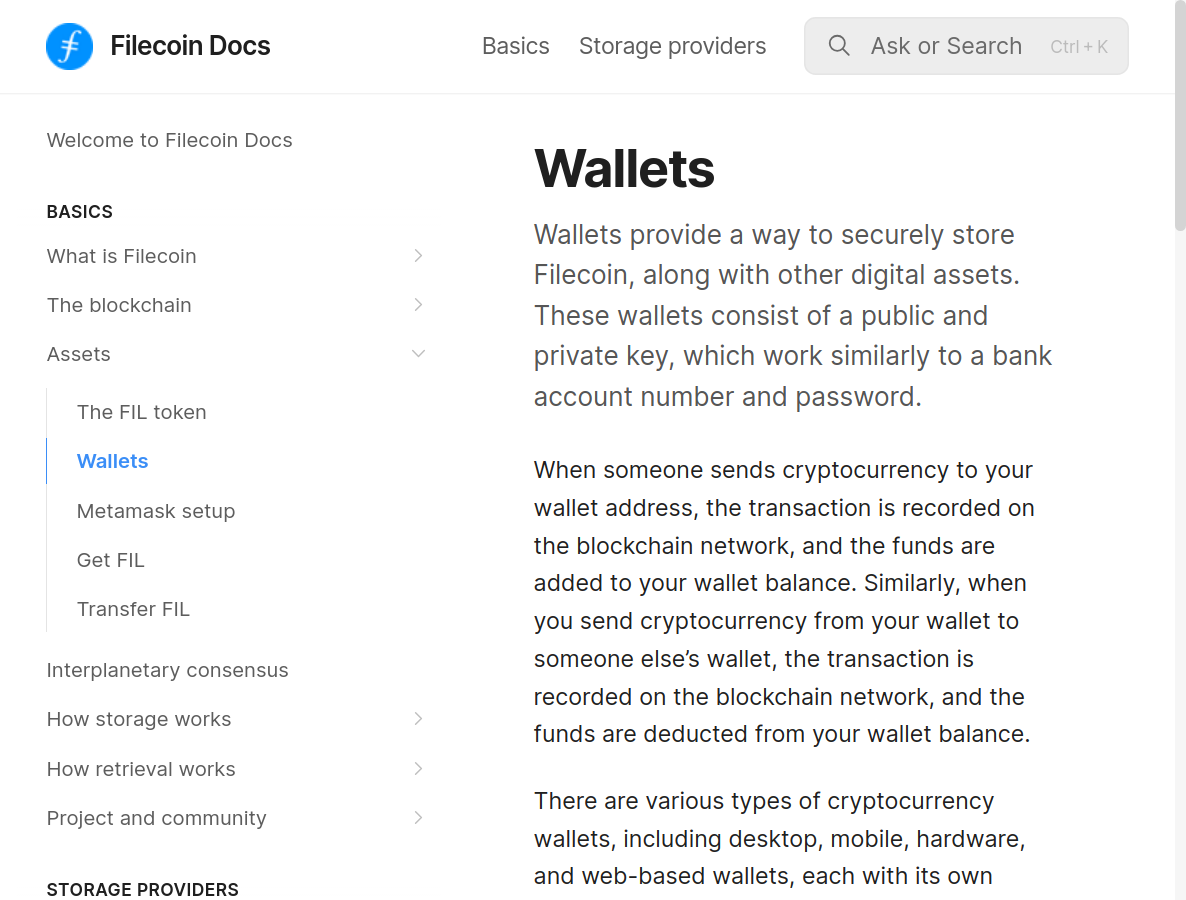 Filecoin Docs
Basics
Storage providers
Ask or Search
Ctrl + K
Welcome to Filecoin Docs
BASICS
What is Filecoin
The blockchain
Assets
The FIL token
Wallets
Metamask setup
Get FIL
Transfer FIL
Interplanetary consensus
How storage works
How retrieval works
Project and community
STORAGE PROVIDERS
Wallets
Wallets provide a way to securely store
Filecoin, along with other digital assets.
These wallets consist of a public and
private key, which work similarly to a bank
account number and password.
When someone sends cryptocurrency to your
wallet address, the transaction is recorded on
the blockchain network, and the funds are
added to your wallet balance. Similarly, when
you send cryptocurrency from your wallet to
someone else’s wallet, the transaction is
recorded on the blockchain network, and the
funds are deducted from your wallet balance.
There are various types of cryptocurrency
wallets, including desktop, mobile, hardware,
and web-based wallets, each with its own